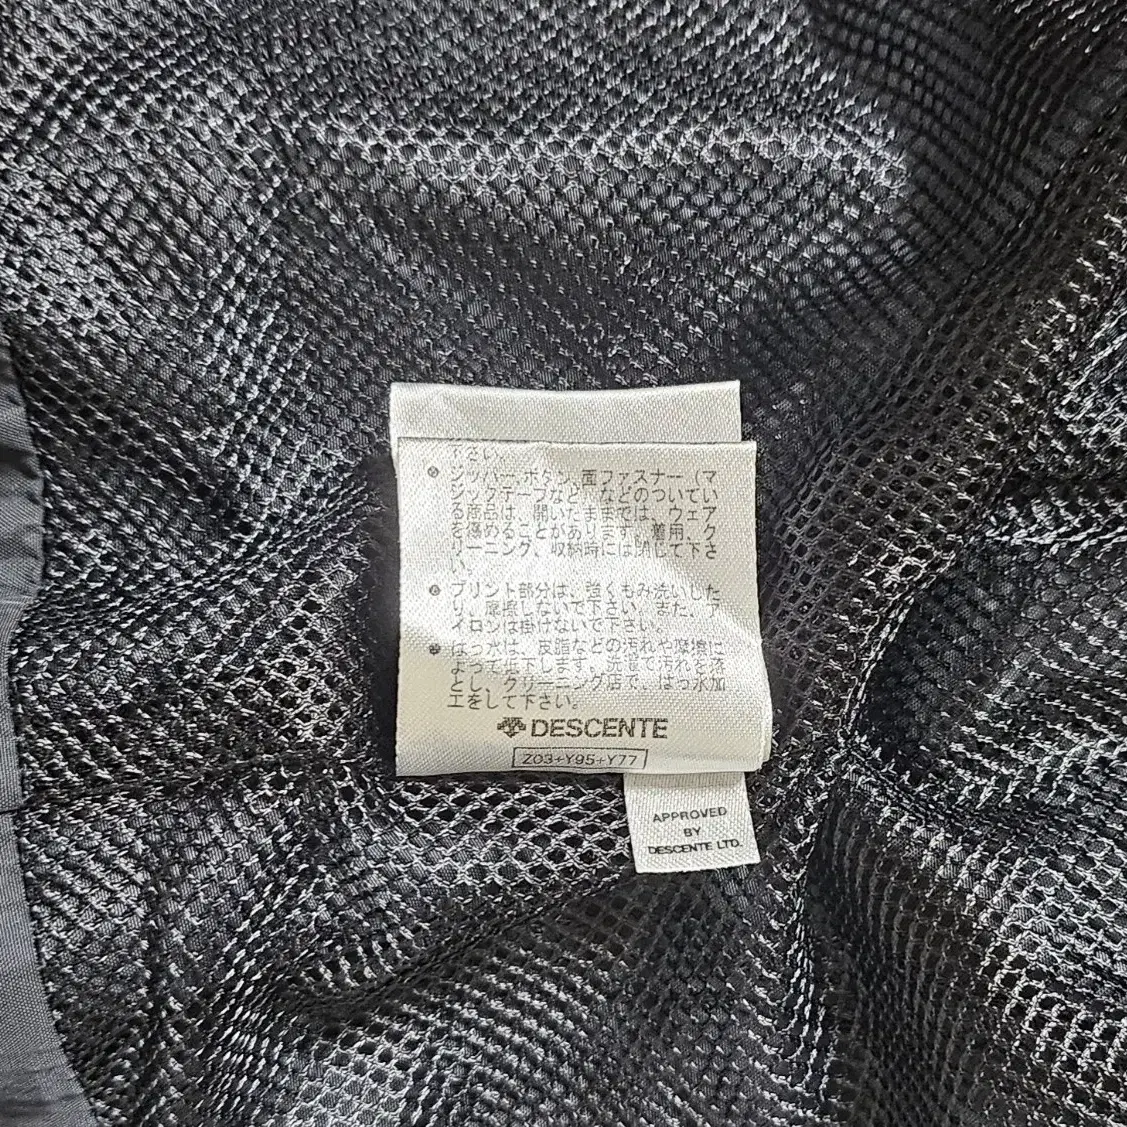 下さい。
● ジッパー、ボタン、面ファスナー（マ
ジックテープなど）などのついてい
る商品は、開いたままでは、ウェア
を傷めることがあります。着用、ク
リーニング、収納時には閉じて下さ
い。
● プリント部分は、強くもみ洗いした
り、摩擦しないで下さい。また、ア
イロンは掛けないで下さい。
● はっ水は、皮脂などの汚れや摩擦に
よって低下します。洗濯で汚れを落
とし、クリーニング店で、はっ水加
工をして下さい。
DESCENTE
Z03+Y95+Y77
APPROVED
BY
DESCENTE LTD.